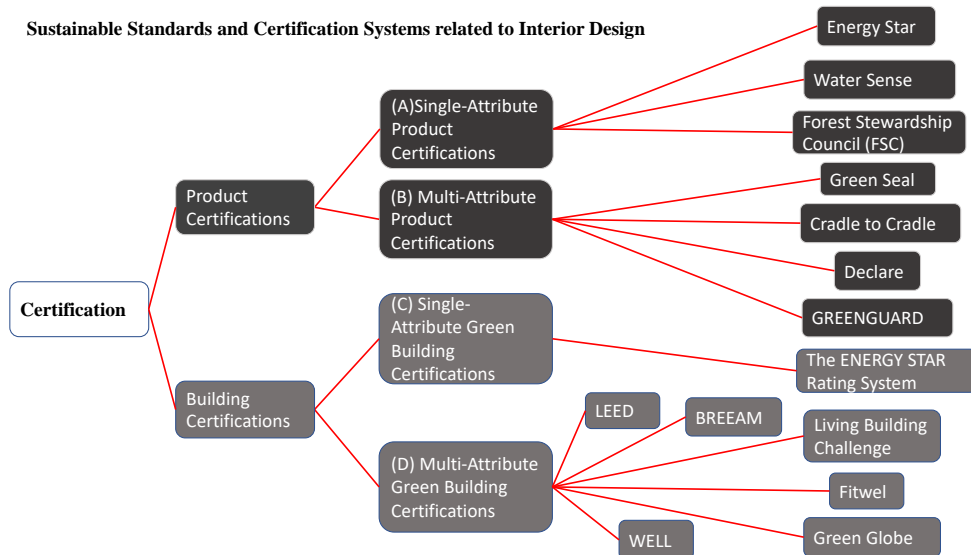 Sustainable Standards and Certification Systems related to Interior Design
Certification
Product
Certifications
(A)Single-Attribute
Product
Certifications
Energy Star
Water Sense
Forest Stewardship
Council (FSC)
(B) Multi-Attribute
Product
Certifications
Green Seal
Cradle to Cradle
Declare
GREENGUARD
Building
Certifications
(C) Single-
Attribute Green
Building
Certifications
The ENERGY STAR
Rating System
(D) Multi-Attribute
Green Building
Certifications
LEED
BREEAM
Living Building
Challenge
Fitwel
Green Globe
WELL